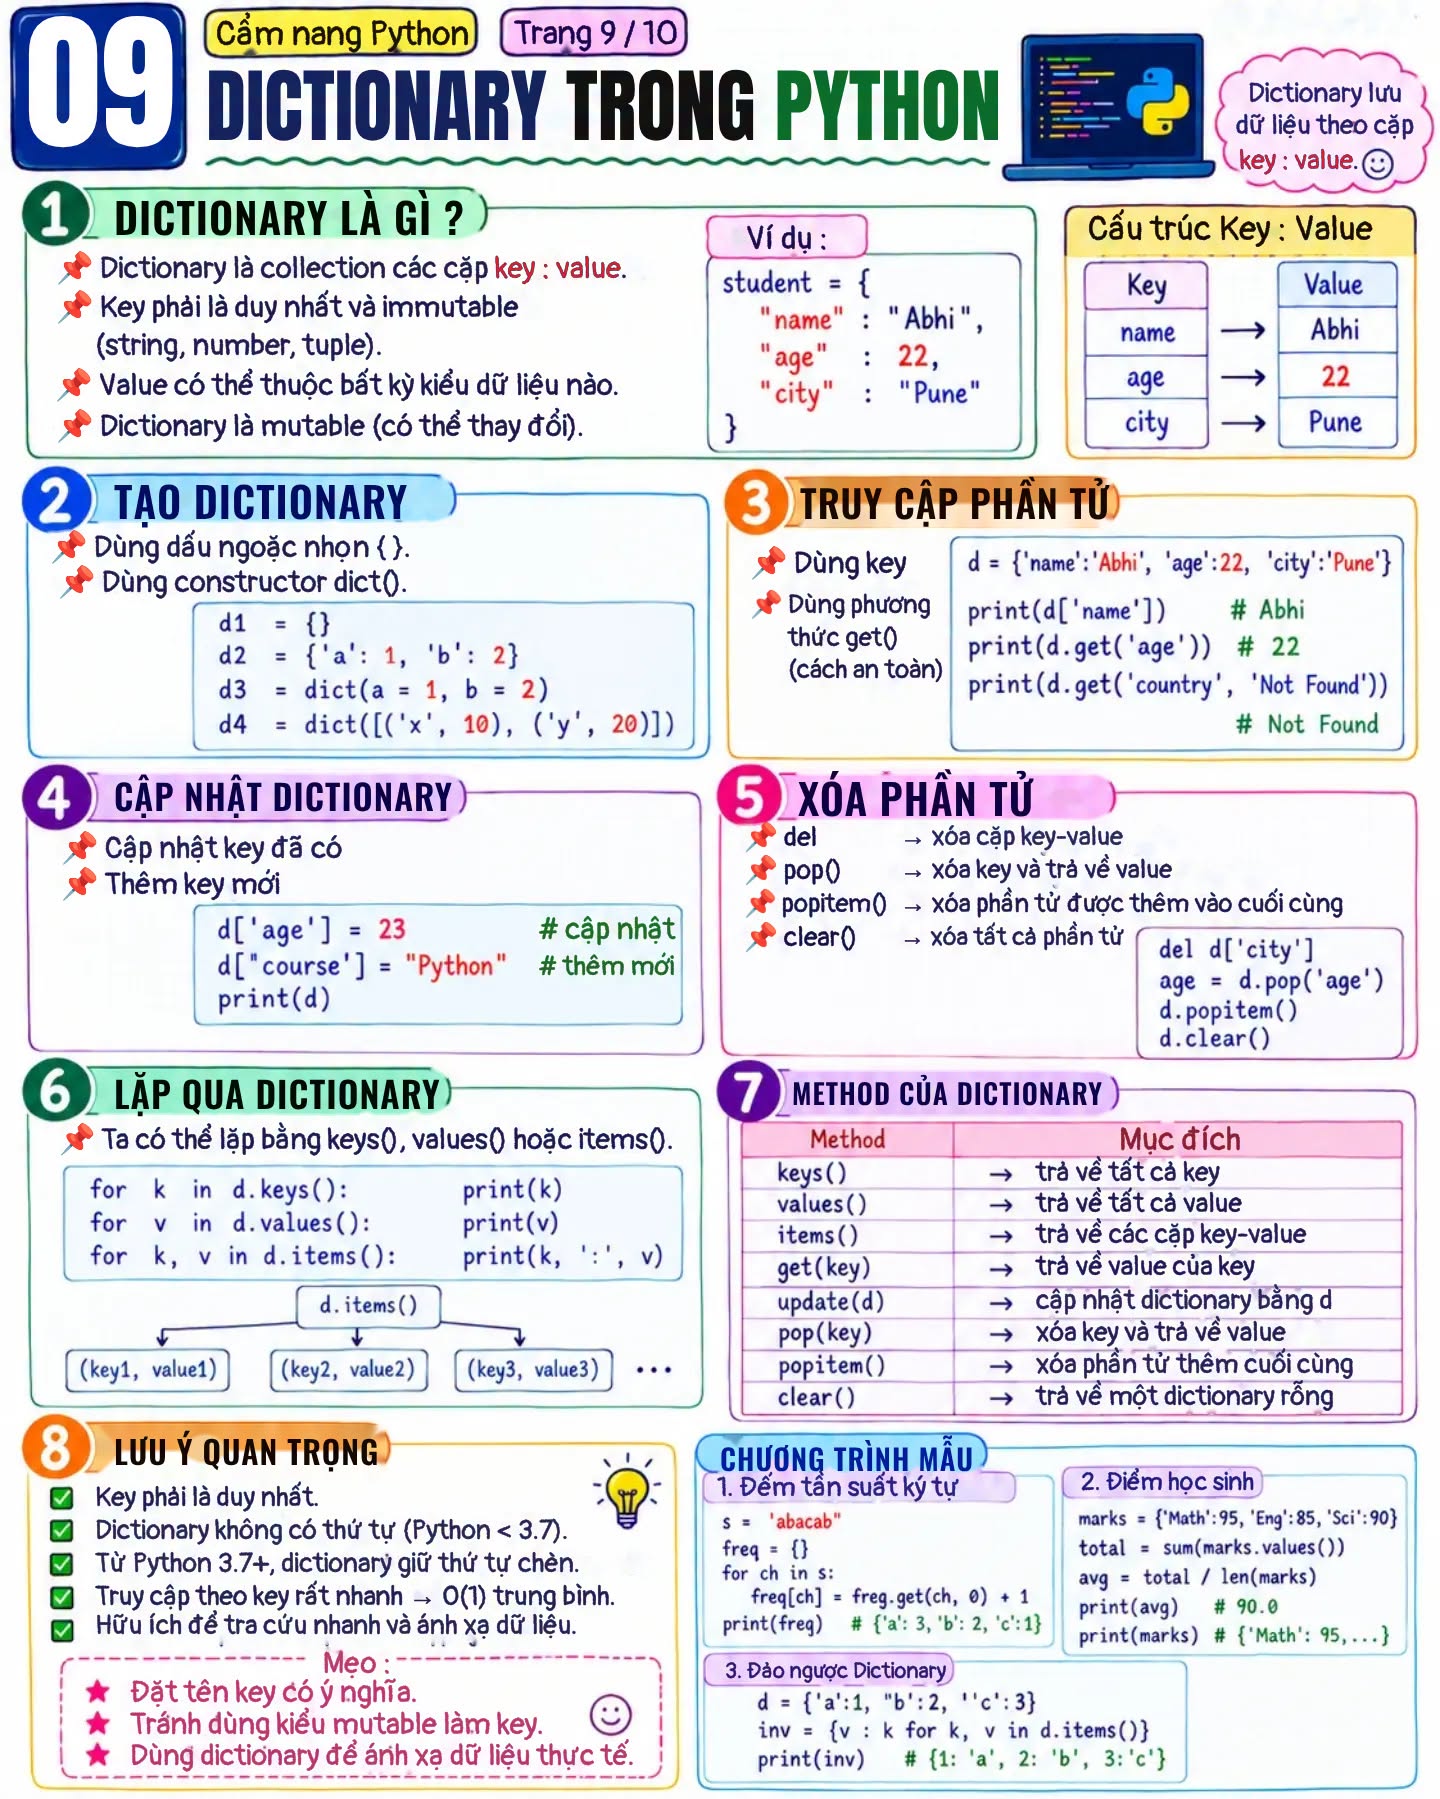 09
Cẩm nang Python
Trang 9 / 10
DICTIONARY TRONG PYTHON
Dictionary lưu
dữ liệu theo cặp
key : value.
1 DICTIONARY LÀ GÌ ?
Dictionary là collection các cặp key : value.
Key phải là duy nhất và immutable
(string, number, tuple).
Value có thể thuộc bất kỳ kiểu dữ liệu nào.
Dictionary là mutable (có thể thay đổi).
Ví dụ :
student = {
"name" : "Abhi",
"age" : 22,
"city" : "Pune"
}
Cấu trúc Key : Value
Key Value
name → Abhi
age → 22
city → Pune
2 TẠO DICTIONARY
Dùng dấu ngoặc nhọn { }.
Dùng constructor dict().
d1 = {}
d2 = {'a': 1, 'b': 2}
d3 = dict(a = 1, b = 2)
d4 = dict([('x', 10), ('y', 20)])
3 TRUY CẬP PHẦN TỬ
Dùng key
Dùng phương
thức get()
(cách an toàn)
d = {'name':'Abhi', 'age':22, 'city':'Pune'}
print(d['name']) # Abhi
print(d.get('age')) # 22
print(d.get('country', 'Not Found'))
# Not Found
4 CẬP NHẬT DICTIONARY
Cập nhật key đã có
Thêm key mới
d['age'] = 23 # cập nhật
d["course'] = "Python" # thêm mới
print(d)
5 XÓA PHẦN TỬ
del → xóa cặp key-value
pop() → xóa key và trả về value
popitem() → xóa phần tử được thêm vào cuối cùng
clear() → xóa tất cả phần tử
del d['city']
age = d.pop('age')
d.popitem()
d.clear()
6 LẶP QUA DICTIONARY
Ta có thể lặp bằng keys(), values() hoặc items().
for k in d.keys(): print(k)
for v in d.values(): print(v)
for k, v in d.items(): print(k, ':', v)
d.items()
(key1, value1) (key2, value2) (key3, value3) ...
7 METHOD CỦA DICTIONARY
Method Mục đích
keys() → trả về tất cả key
values() → trả về tất cả value
items() → trả về các cặp key-value
get(key) → trả về value của key
update(d) → cập nhật dictionary bằng d
pop(key) → xóa key và trả về value
popitem() → xóa phần tử thêm cuối cùng
clear() → trả về một dictionary rỗng
8 LƯU Ý QUAN TRỌNG
Key phải là duy nhất.
Dictionary không có thứ tự (Python < 3.7).
Từ Python 3.7+, dictionary giữ thứ tự chèn.
Truy cập theo key rất nhanh → O(1) trung bình.
Hữu ích để tra cứu nhanh và ánh xạ dữ liệu.
Mẹo :
★ Đặt tên key có ý nghĩa.
★ Tránh dùng kiểu mutable làm key.
★ Dùng dictionary để ánh xạ dữ liệu thực tế.
CHƯƠNG TRÌNH MẪU
1. Đếm tần suất ký tự
s = 'abacab"
freq = {}
for ch in s:
freq[ch] = freg.get(ch, 0) + 1
print(freq) # {'a': 3, 'b': 2, 'c':1}
2. Điểm học sinh
marks = {'Math':95, 'Eng':85, 'Sci':90}
total = sum(marks.values())
avg = total / len(marks)
print(avg) # 90.0
print(marks) # {'Math': 95,...}
3. Đảo ngược Dictionary
d = {'a':1, "b':2, ''c':3}
inv = {v : k for k, v in d.items()}
print(inv) # {1: 'a', 2: 'b', 3:'c'}